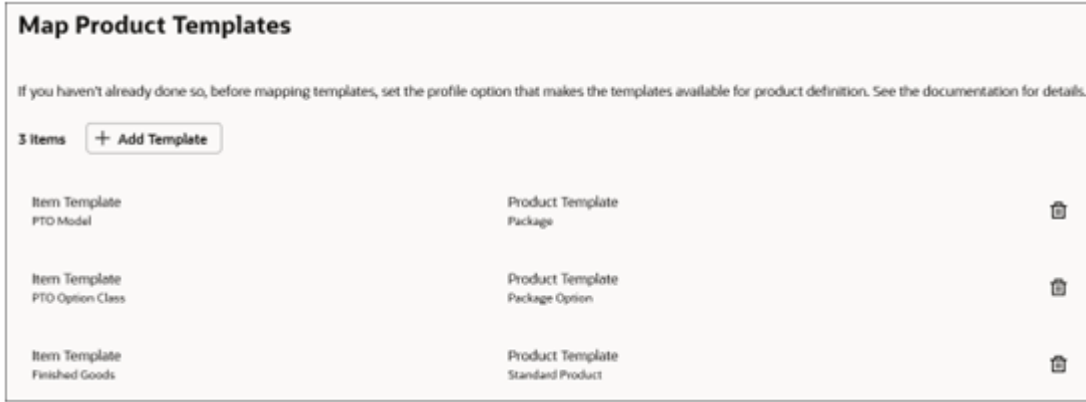 Map Product Templates
If you haven't already done so, before mapping templates, set the profile option that makes the templates available for product definition. See the documentation for details.
3 Items + Add Template
Item Template Product Template
PTO Model Package
Item Template Product Template
PTO Option Class Package Option
Item Template Product Template
Finished Goods Standard Product